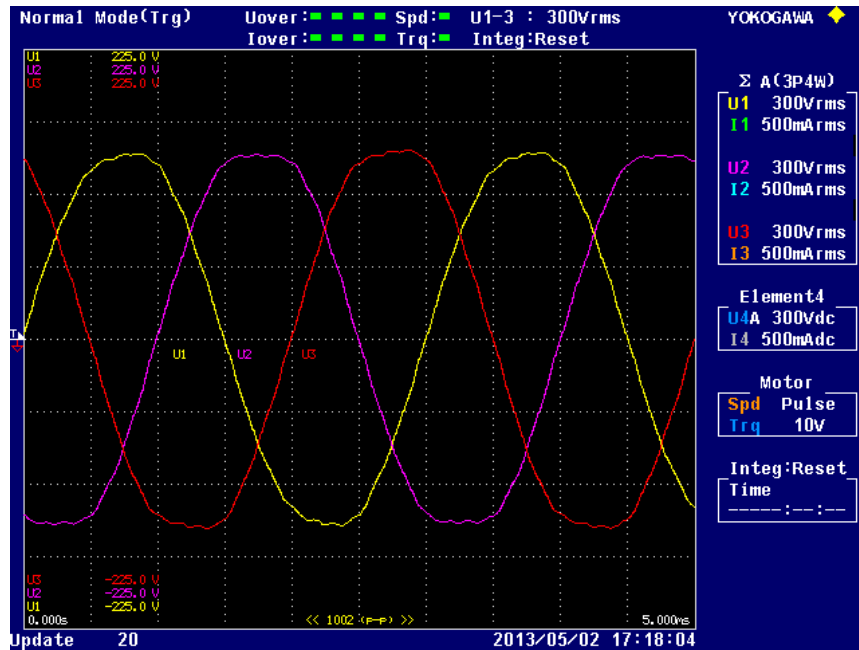 Normal Mode(Trg) Uover: Spd: U1-3 : 300Vrms YOKOGAWA
Iover: Trq: Integ:Reset
U1 225.0 V
U2 225.0 V
U3 225.0 V
Σ A(3P4W)
U1 300Vrms
I1 500mArms
U2 300Vrms
I2 500mArms
U3 300Vrms
I3 500mArms
Element4
U4A 300Vdc
I4 500mAdc
T
U1 U2 U3
Motor
Spd Pulse
Trq 10V
Integ:Reset
Time
-----:--:--
U3 -225.0 V
U2 -225.0 V
U1 -225.0 V
0.000s << 1002 (p-p) >> 5.000ms
Update 20 2013/05/02 17:18:04